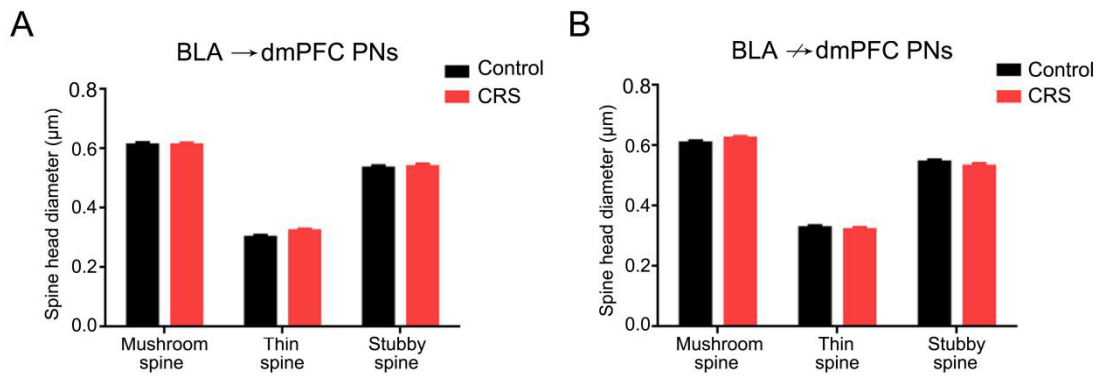 A
BLA → dmPFC PNs
Control
CRS
Spine head diameter (μm)
0.8
0.6
0.4
0.2
0.0
Mushroom spine
Thin spine
Stubby spine
B
BLA ↛ dmPFC PNs
Control
CRS
Spine head diameter (μm)
0.8
0.6
0.4
0.2
0.0
Mushroom spine
Thin spine
Stubby spine